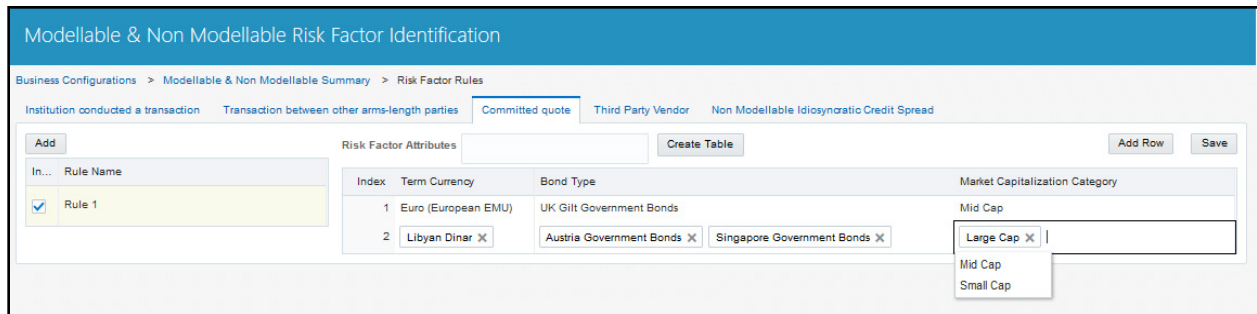 Modellable & Non Modellable Risk Factor Identification
Business Configurations > Modellable & Non Modellable Summary > Risk Factor Rules
Institution conducted a transaction Transaction between other arms-length parties Committed quote Third Party Vendor Non Modellable Idiosyncratic Credit Spread
Add Risk Factor Attributes Create Table Add Row Save
In... Rule Name Index Term Currency Bond Type Market Capitalization Category
Rule 1 1 Euro (European EMU) UK Gilt Government Bonds Mid Cap
2 Libyan Dinar X Austria Government Bonds X Singapore Government Bonds X Large Cap X
Mid Cap
Small Cap